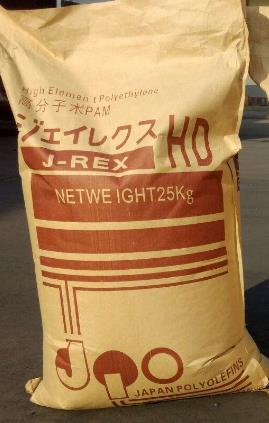 High Element Polyethylone
高分子木PAM
ジェイレクス HD
J-REX
NETWE IGHT25Kg
JPO
JAPAN POLYOLEFINS